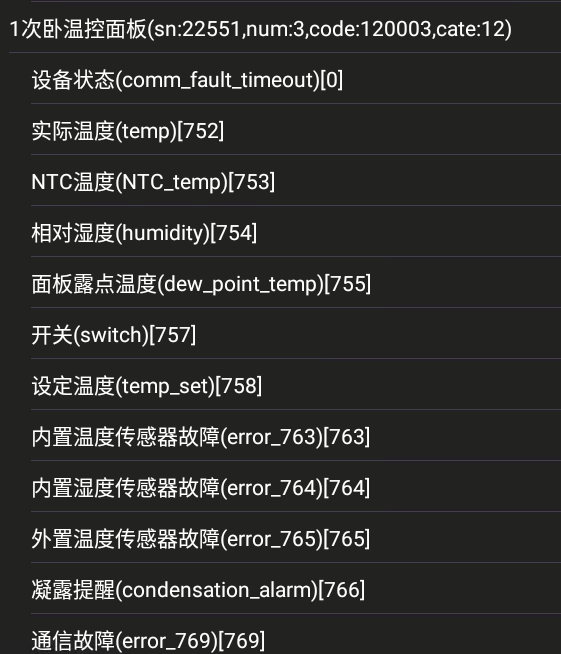 1次卧温控面板(sn:22551,num:3,code:120003,cate:12)
设备状态(comm_fault_timeout)[0]
实际温度(temp)[752]
NTC温度(NTC_temp)[753]
相对湿度(humidity)[754]
面板露点温度(dew_point_temp)[755]
开关(switch)[757]
设定温度(temp_set)[758]
内置温度传感器故障(error_763)[763]
内置湿度传感器故障(error_764)[764]
外置温度传感器故障(error_765)[765]
凝露提醒(condensation_alarm)[766]
通信故障(error_769)[769]